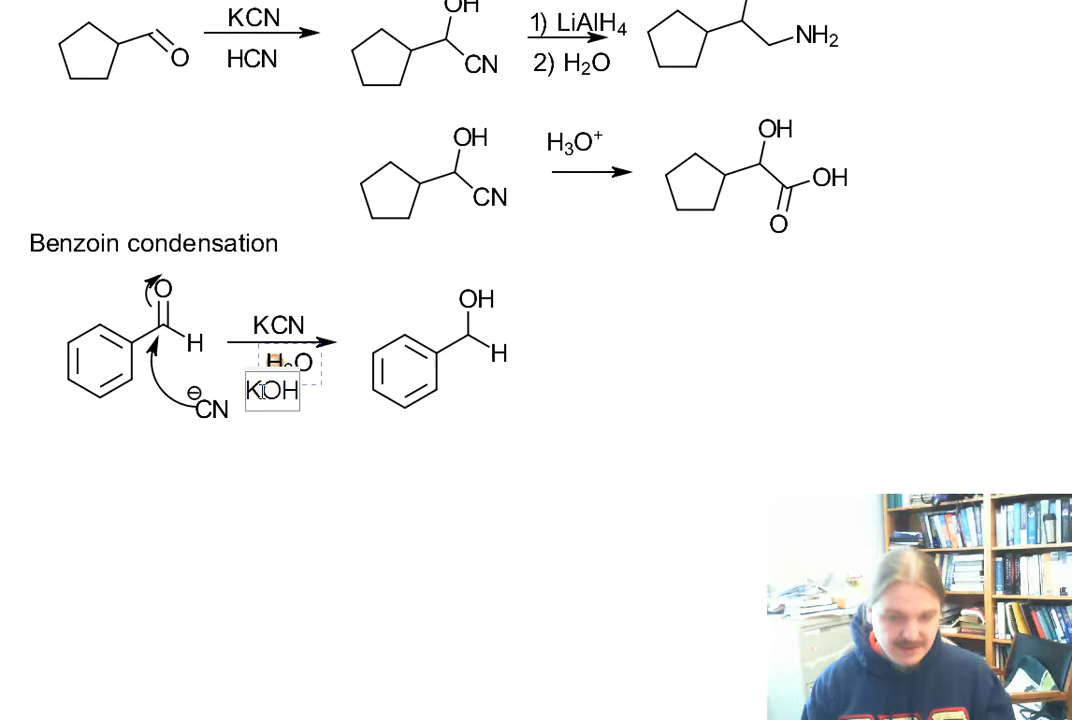 KCN
HCN
O
OH
CN
1) LiAlH4
2) H2O
NH2
OH
CN
H3O+
OH
OH
O
Benzoin condensation
O
H
KCN
H2O
KOH
⊖CN
OH
H